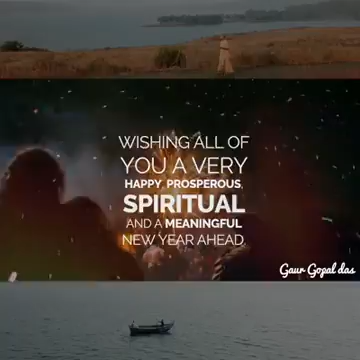 WISHING ALL OF
YOU A VERY
HAPPY, PROSPEROUS,
SPIRITUAL
AND A MEANINGFUL
NEW YEAR AHEAD.
Gaur Gopal das